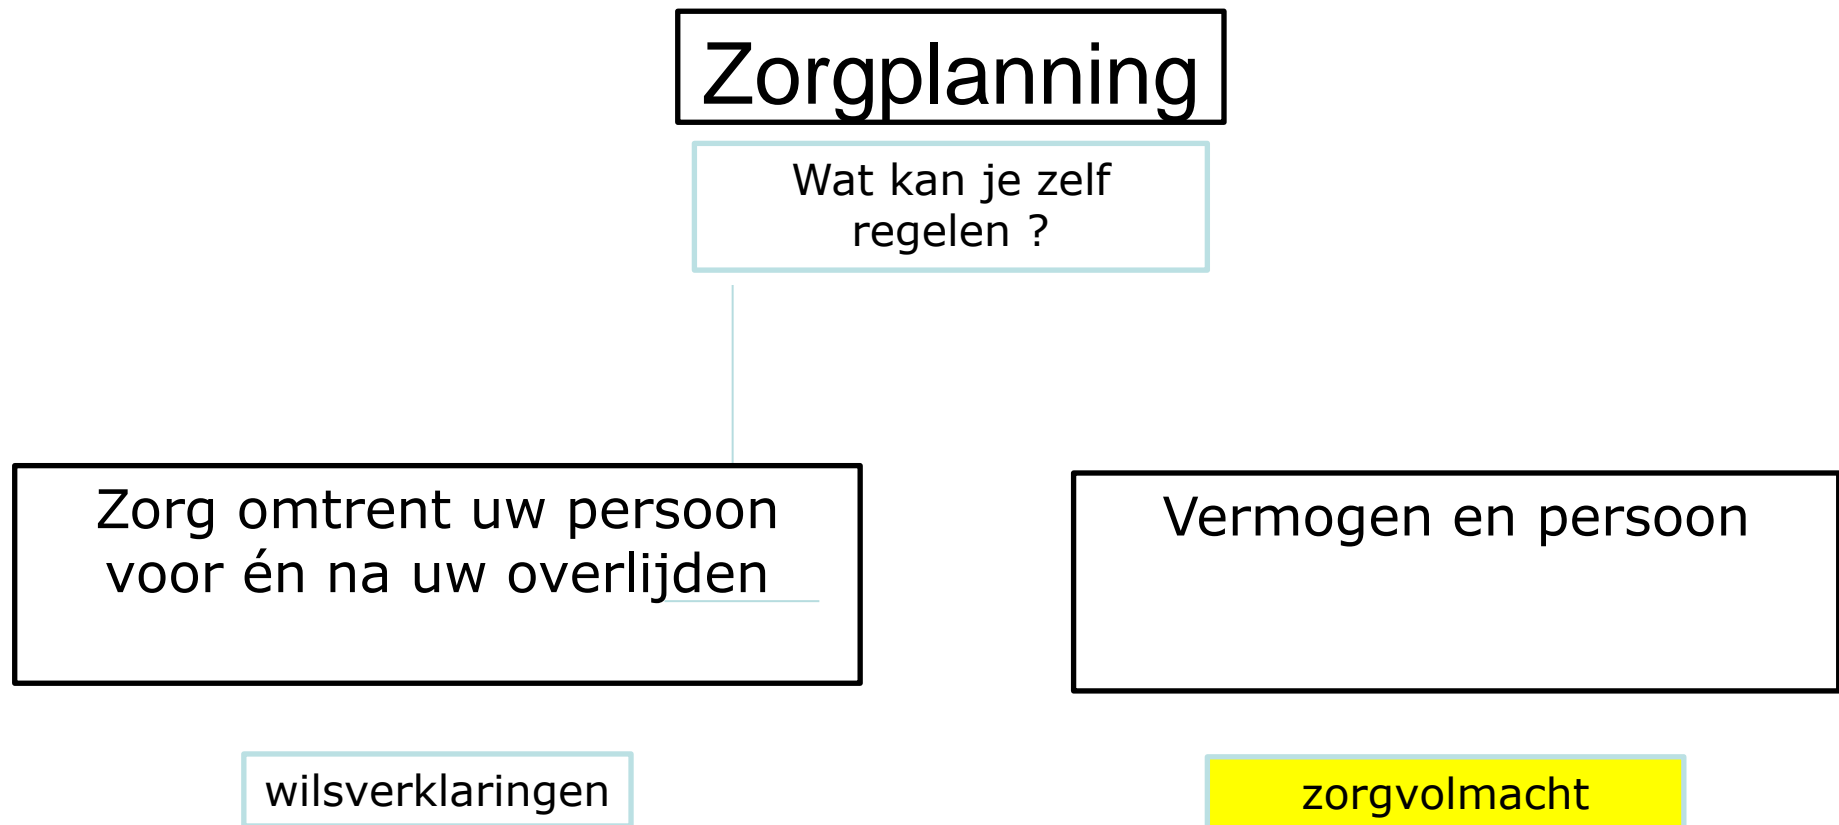 Zorgplanning
Wat kan je zelf
regelen ?
Zorg omtrent uw persoon
voor én na uw overlijden
Vermogen en persoon
wilsverklaringen
zorgvolmacht